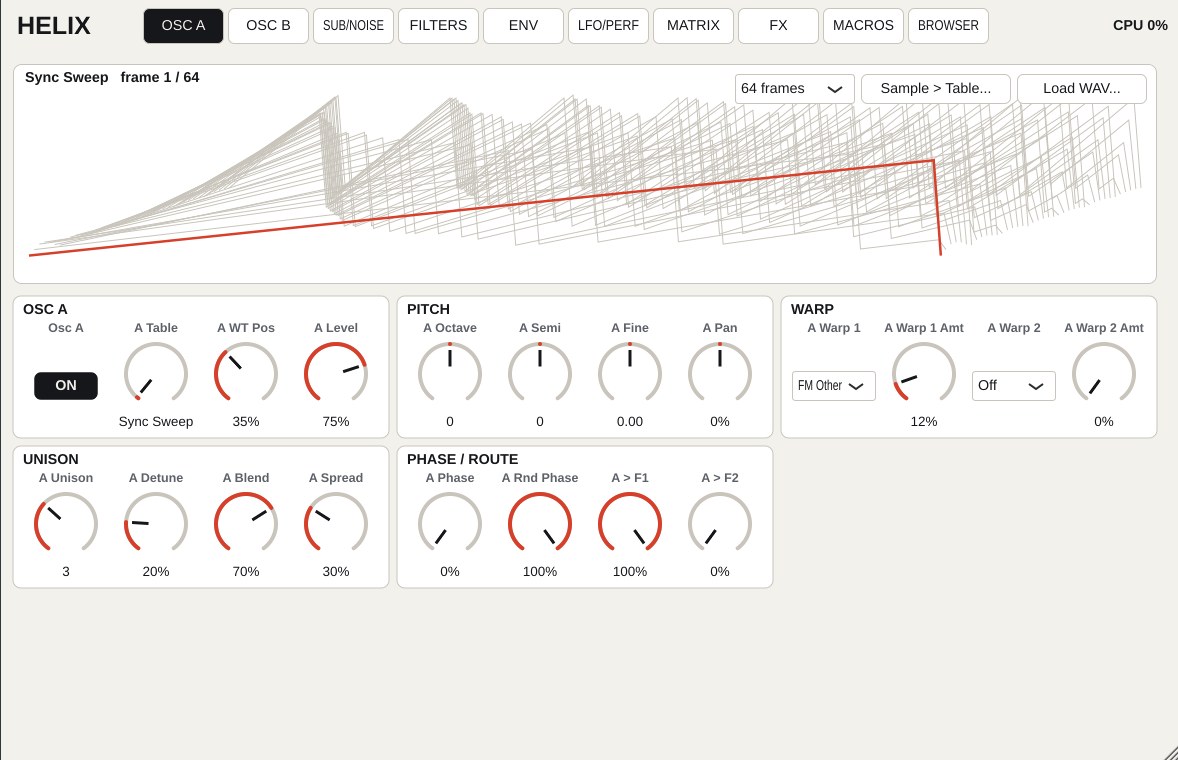 HELIX
OSC A
OSC B
SUB/NOISE
FILTERS
ENV
LFO/PERF
MATRIX
FX
MACROS
BROWSER
CPU 0%
Sync Sweep frame 1 / 64
64 frames
Sample > Table...
Load WAV...
OSC A
Osc A
A Table
A WT Pos
A Level
ON
Sync Sweep
35%
75%
PITCH
A Octave
A Semi
A Fine
A Pan
0
0
0.00
0%
WARP
A Warp 1
A Warp 1 Amt
A Warp 2
A Warp 2 Amt
FM Other
Off
12%
0%
UNISON
A Unison
A Detune
A Blend
A Spread
3
20%
70%
30%
PHASE / ROUTE
A Phase
A Rnd Phase
A > F1
A > F2
0%
100%
100%
0%